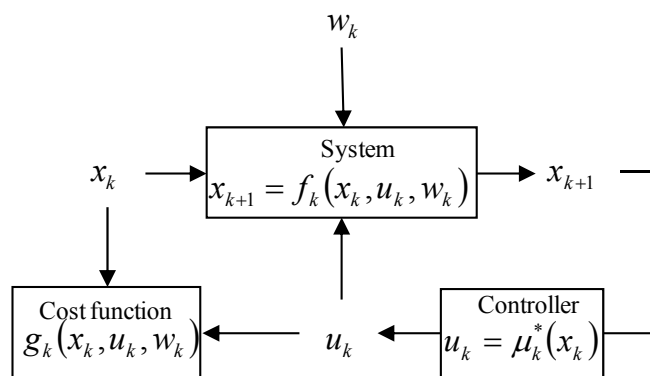 w_k
System
x_k
x_{k+1} = f_k(x_k, u_k, w_k)
x_{k+1}
Cost function
g_k(x_k, u_k, w_k)
u_k
Controller
u_k = μ_k^*(x_k)